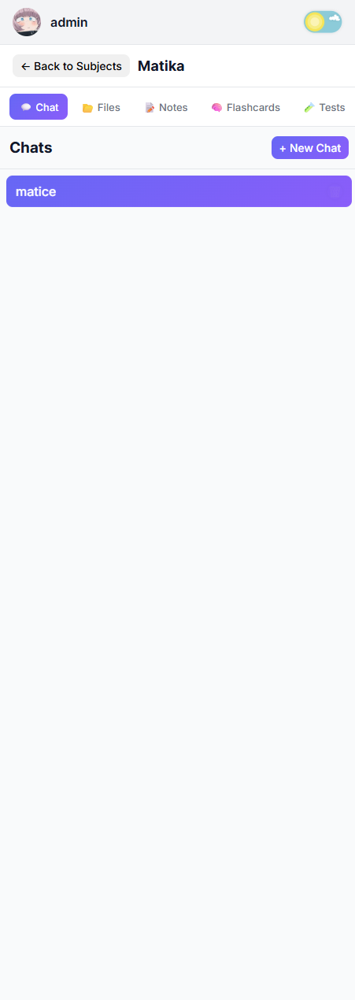 admin
← Back to Subjects Matika
Chat Files Notes Flashcards Tests
Chats + New Chat
matice